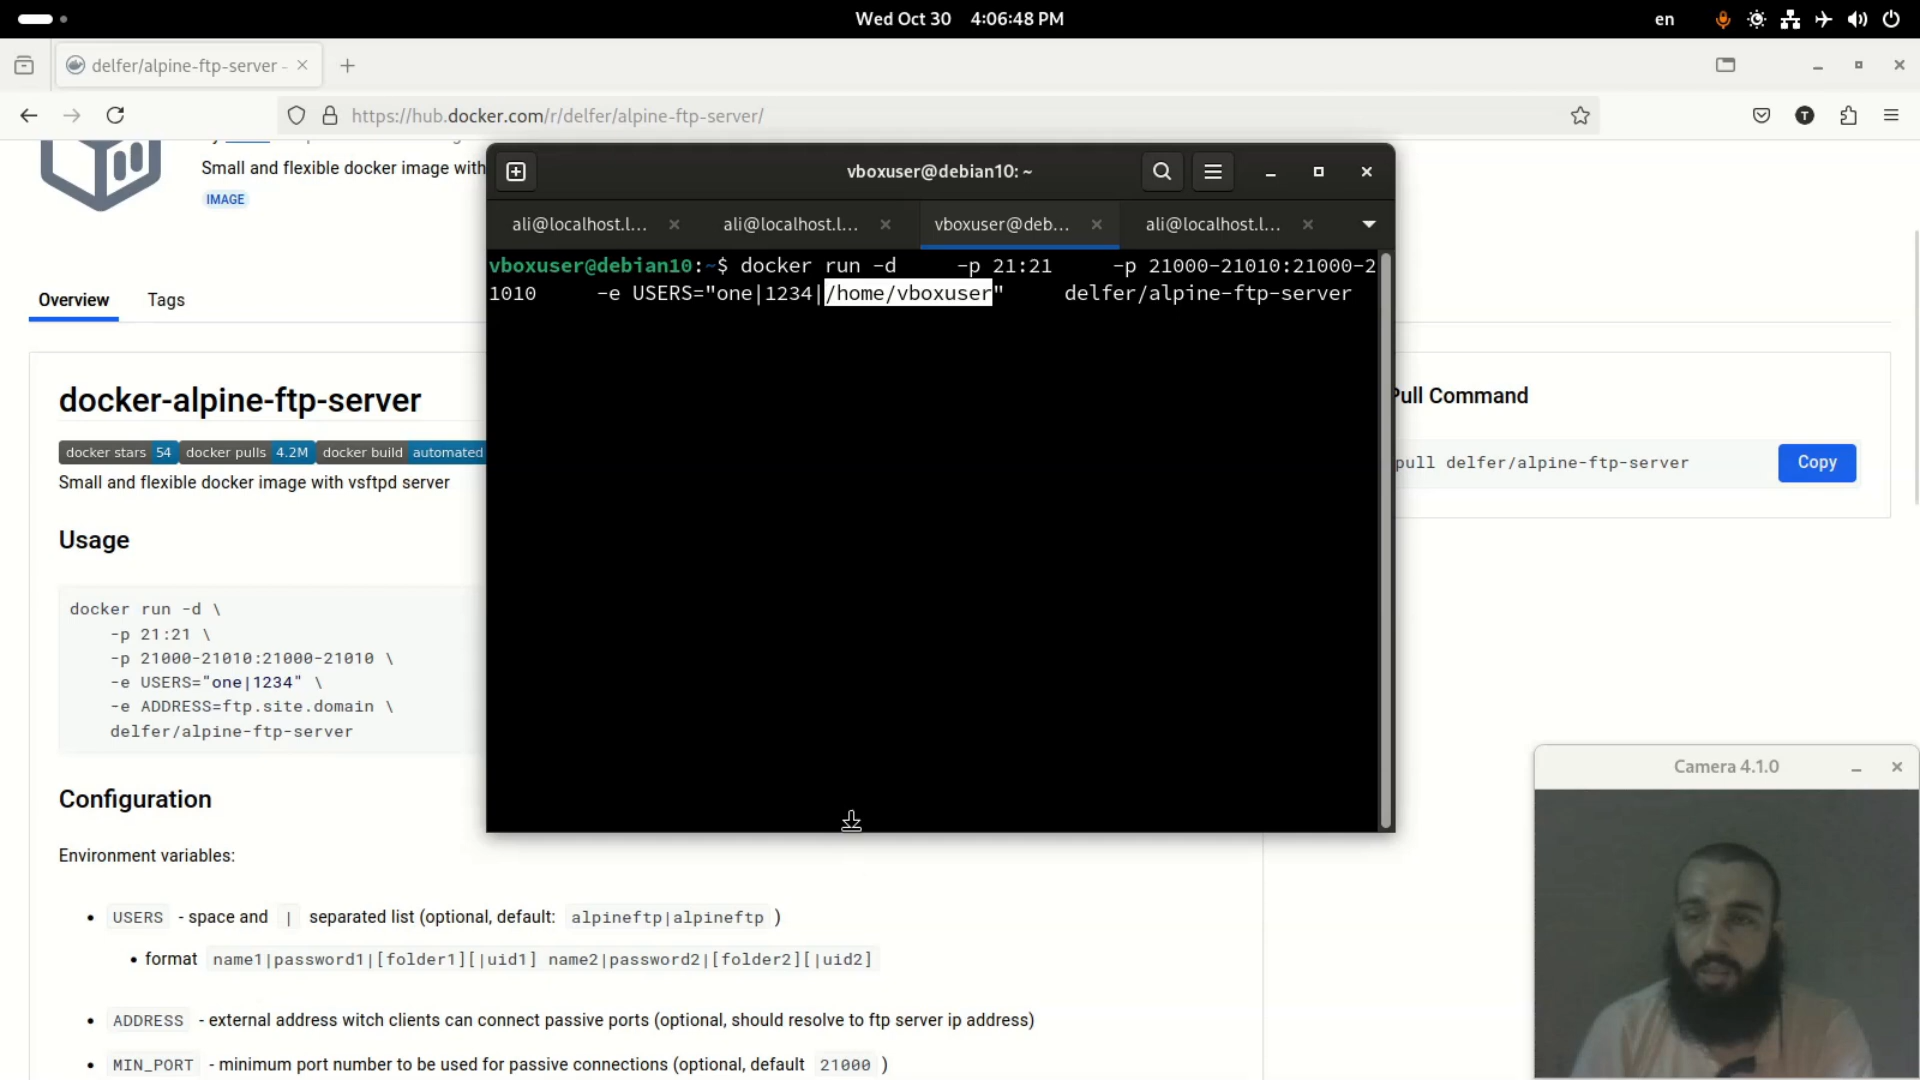 Wed Oct 30 4:06:48 PM
en
delfer/alpine-ftp-server -
https://hub.docker.com/r/delfer/alpine-ftp-server/
Small and flexible docker image with
IMAGE
Overview
Tags
docker-alpine-ftp-server
docker stars 54 docker pulls 4.2M docker build automated
Small and flexible docker image with vsftpd server
Usage
docker run -d \
-p 21:21 \
-p 21000-21010:21000-21010 \
-e USERS="one|1234" \
-e ADDRESS=ftp.site.domain \
delfer/alpine-ftp-server
Configuration
Environment variables:
USERS - space and | separated list (optional, default: alpineftp|alpineftp )
format name1|password1|[folder1][|uid1] name2|password2|[folder2][|uid2]
ADDRESS - external address witch clients can connect passive ports (optional, should resolve to ftp server ip address)
MIN_PORT - minimum port number to be used for passive connections (optional, default 21000 )
vboxuser@debian10: ~
ali@localhost.l...
ali@localhost.l...
vboxuser@deb...
ali@localhost.l...
vboxuser@debian10:~$ docker run -d -p 21:21 -p 21000-21010:21000-2
1010 -e USERS="one|1234|/home/vboxuser" delfer/alpine-ftp-server
Pull Command
pull delfer/alpine-ftp-server
Copy
T
Camera 4.1.0